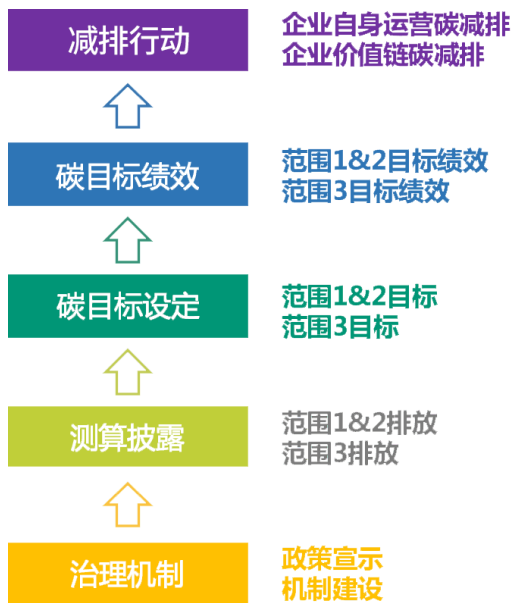 减排行动
企业自身运营碳减排
企业价值链碳减排
碳目标绩效
范围1&2目标绩效
范围3目标绩效
碳目标设定
范围1&2目标
范围3目标
测算披露
范围1&2排放
范围3排放
治理机制
政策宣示
机制建设